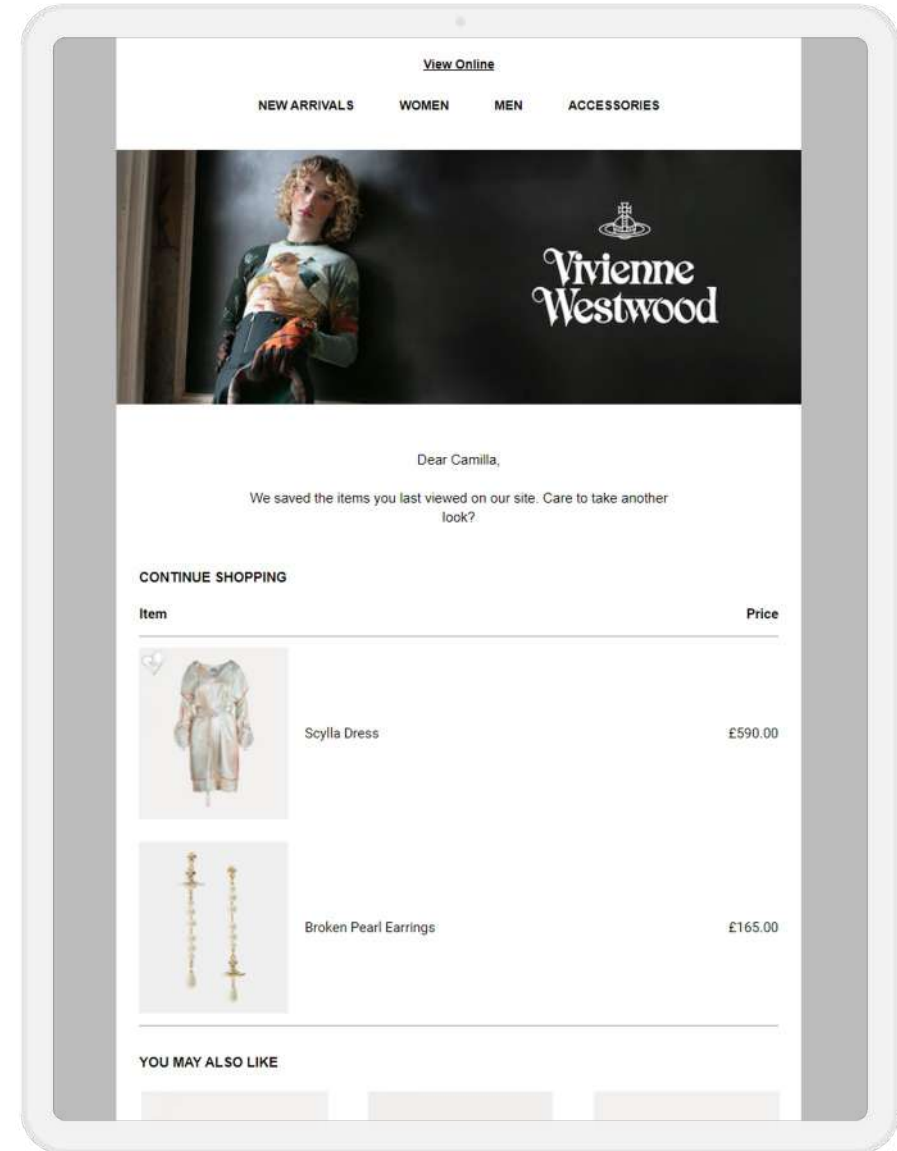 View Online
NEW ARRIVALS WOMEN MEN ACCESSORIES
Vivienne
Westwood
Dear Camilla,
We saved the items you last viewed on our site. Care to take another
look?
CONTINUE SHOPPING
Item Price
Scylla Dress £590.00
Broken Pearl Earrings £165.00
YOU MAY ALSO LIKE